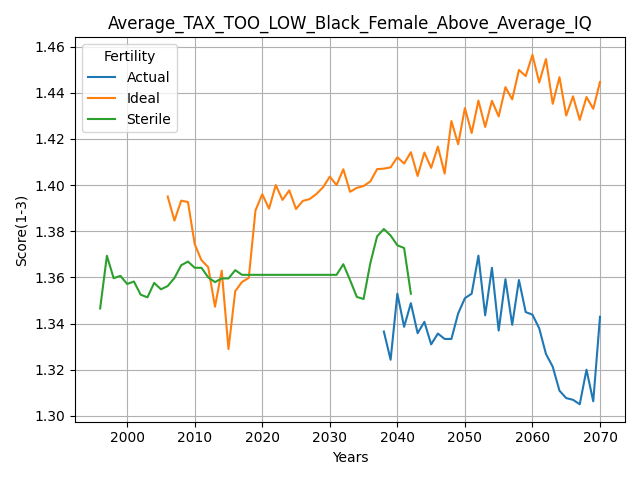 Average_TAX_TOO_LOW_Black_Female_Above_Average_IQ
Fertility
Actual
Ideal
Sterile
1.46
1.44
1.42
1.40
1.38
1.36
1.34
1.32
1.30
Score(1-3)
2000 2010 2020 2030 2040 2050 2060 2070
Years